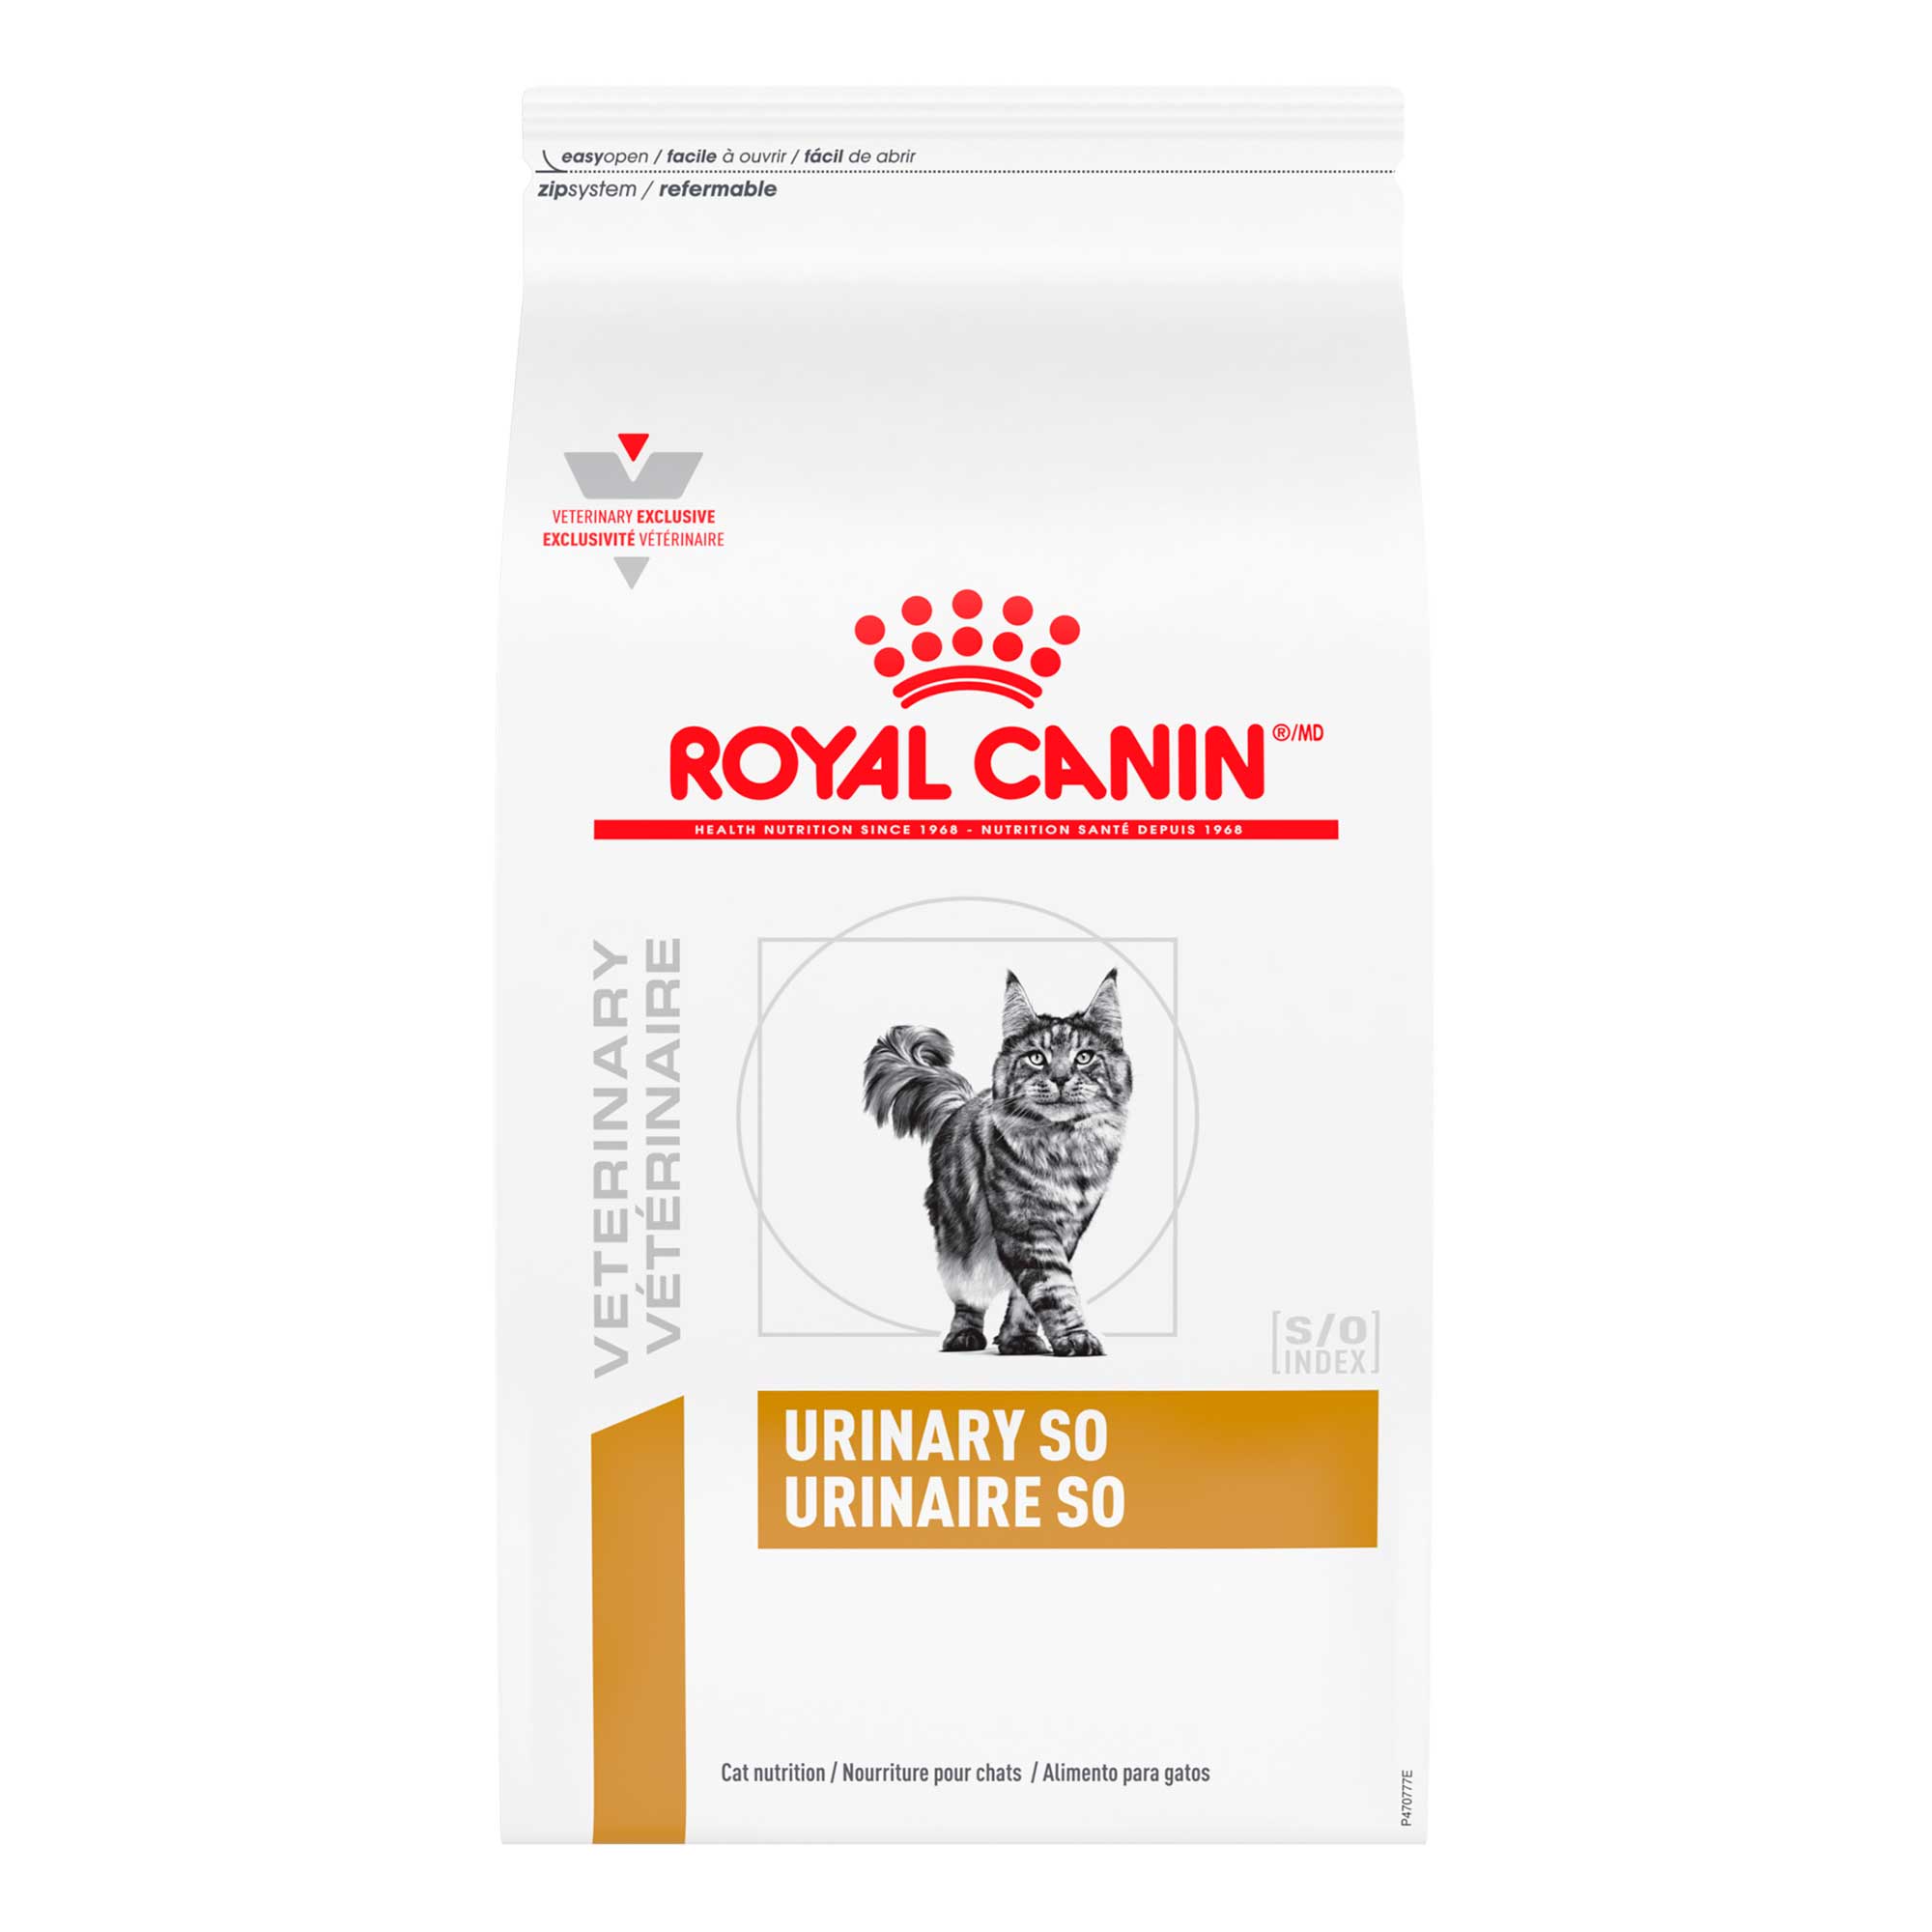 easyopen / facile à ouvrir / fácil de abrir
zipsystem / refermable
VETERINARY EXCLUSIVE
EXCLUSIVITÉ VÉTÉRINAIRE
ROYAL CANIN®/MD
HEALTH NUTRITION SINCE 1968 - NUTRITION SANTÉ DEPUIS 1968
VETERINARY
VÉTÉRINAIRE
[S/O
INDEX]
URINARY SO
URINAIRE SO
Cat nutrition / Nourriture pour chats / Alimento para gatos
P470777E